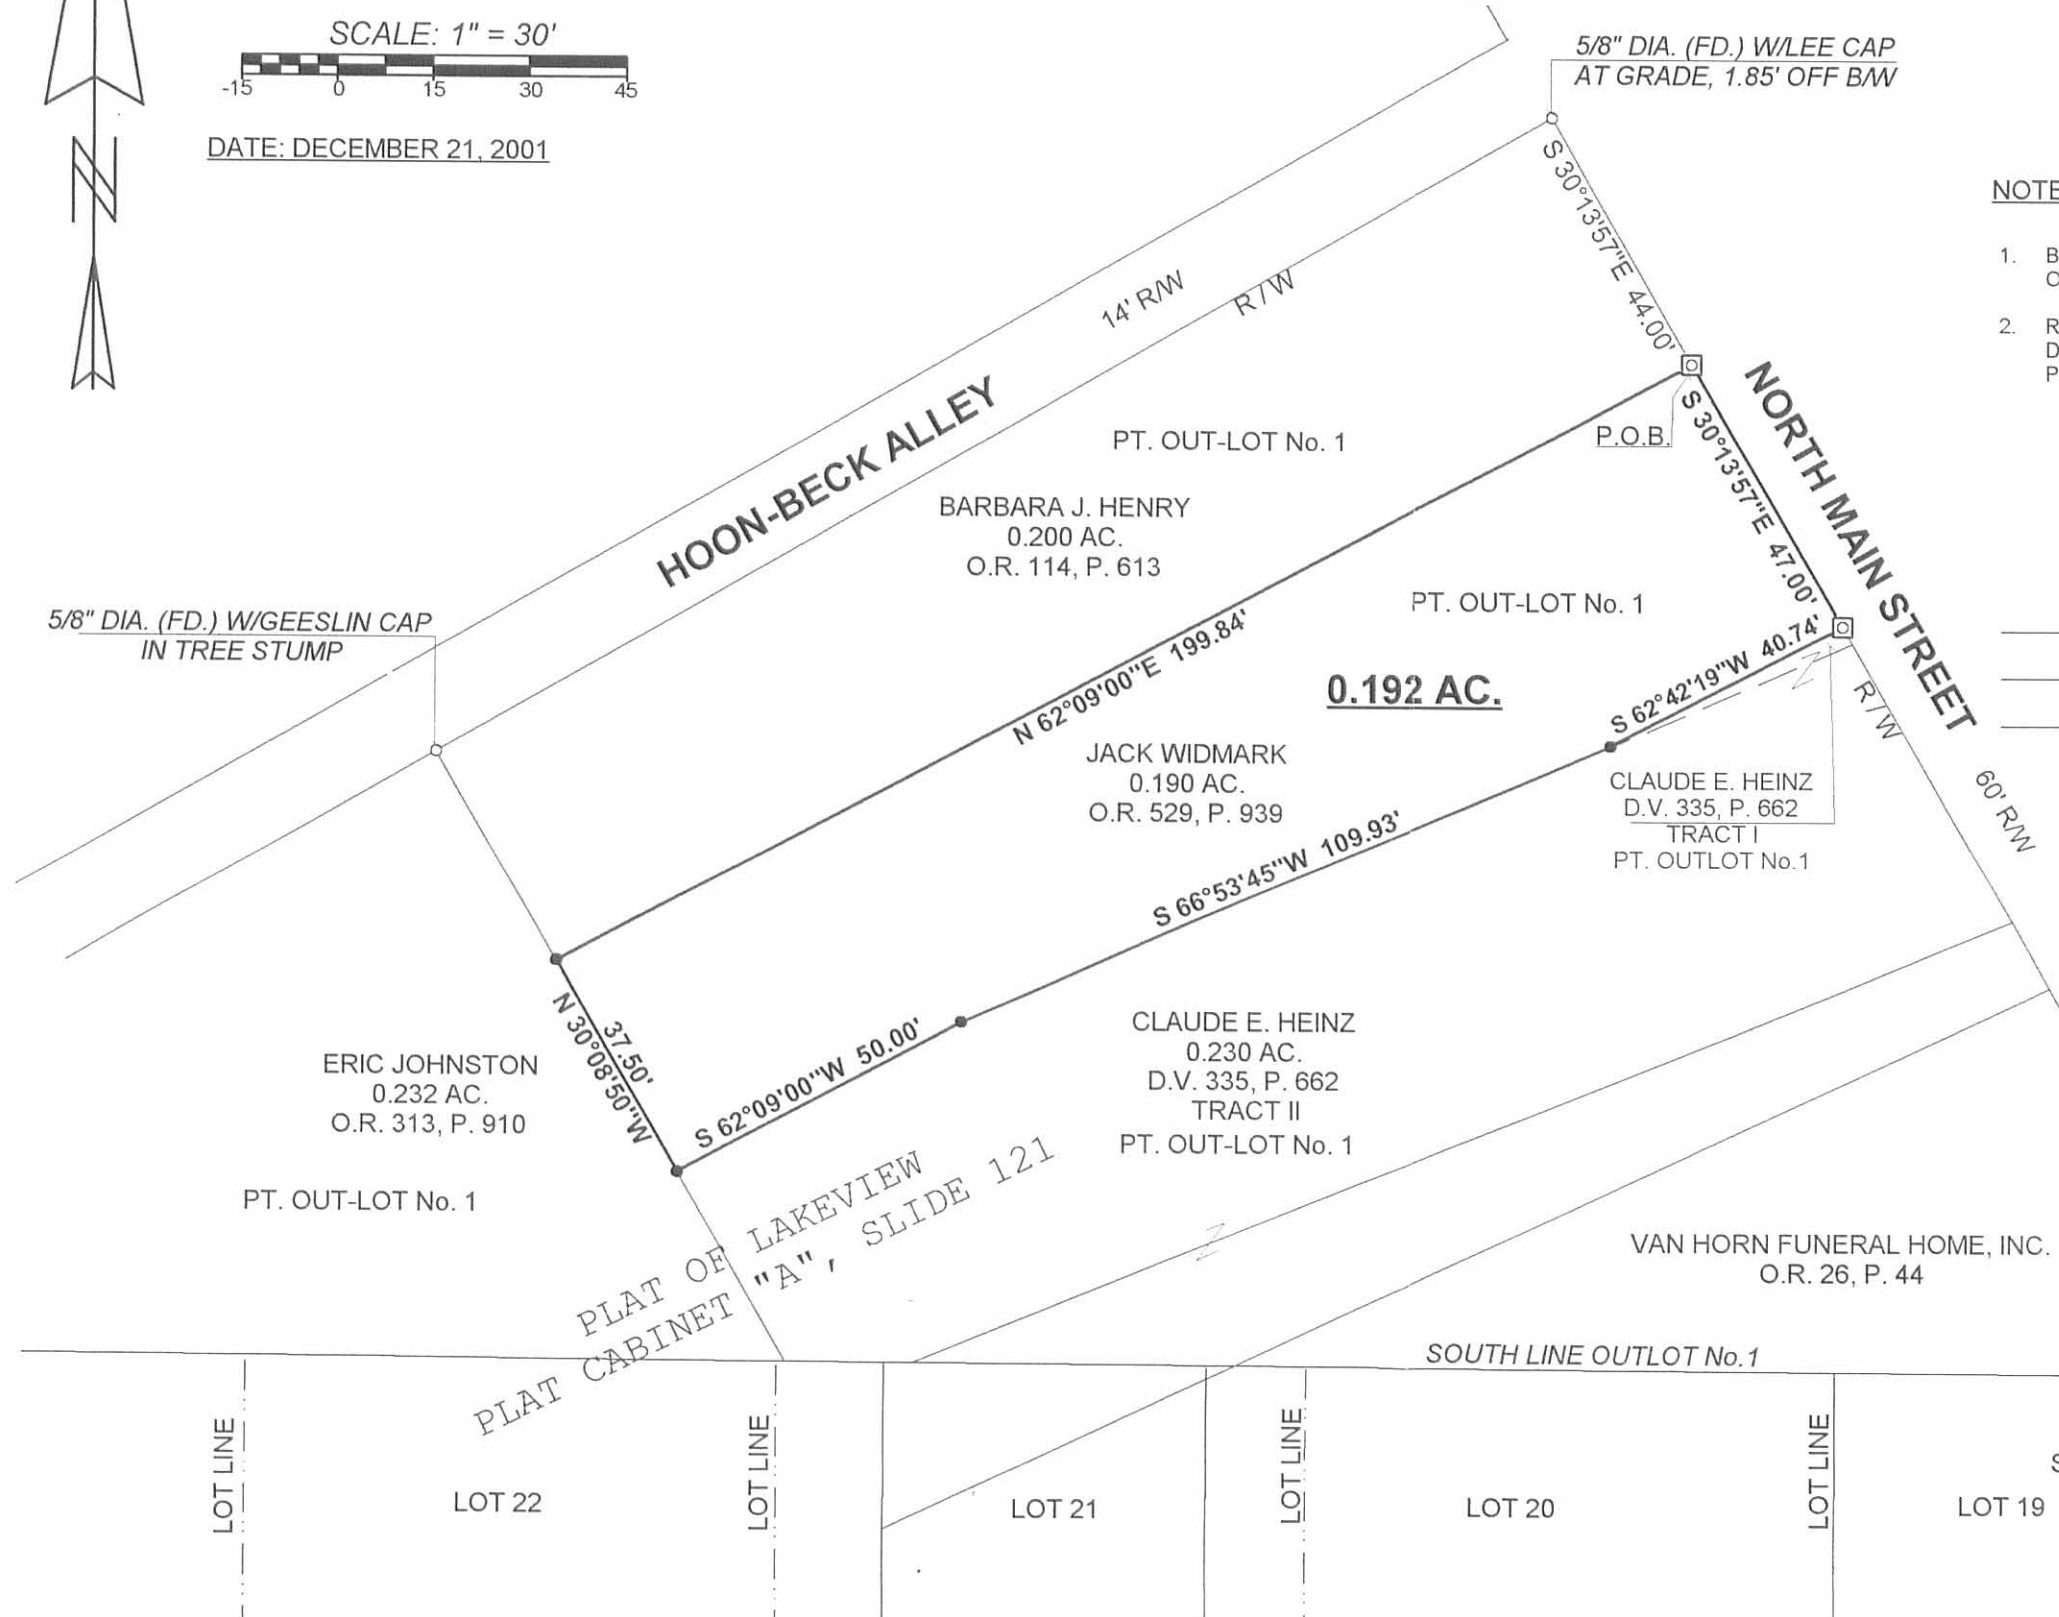 SCALE: 1" = 30'
-15 0 15 30 45
DATE: DECEMBER 21, 2001
N
5/8" DIA. (FD.) W/LEE CAP
AT GRADE, 1.85' OFF B/W
S 30°13'57"E 44.00'
NOTE
1. B
O
2. R
D
P
14' R/W
R / W
HOON-BECK ALLEY
NORTH MAIN STREET
PT. OUT-LOT No. 1
P.O.B.
S 30°13'57"E 47.00'
BARBARA J. HENRY
0.200 AC.
O.R. 114, P. 613
PT. OUT-LOT No. 1
5/8" DIA. (FD.) W/GEESLIN CAP
IN TREE STUMP
N 62°09'00"E 199.84'
0.192 AC.
S 62°42'19"W 40.74'
R / W
60' R/W
JACK WIDMARK
0.190 AC.
O.R. 529, P. 939
CLAUDE E. HEINZ
D.V. 335, P. 662
TRACT I
PT. OUTLOT No.1
S 66°53'45"W 109.93'
37.50'
N 30°08'50"W
S 62°09'00"W 50.00'
ERIC JOHNSTON
0.232 AC.
O.R. 313, P. 910
PT. OUT-LOT No. 1
CLAUDE E. HEINZ
0.230 AC.
D.V. 335, P. 662
TRACT II
PT. OUT-LOT No. 1
PLAT OF LAKEVIEW
PLAT CABINET "A", SLIDE 121
VAN HORN FUNERAL HOME, INC.
O.R. 26, P. 44
SOUTH LINE OUTLOT No.1
LOT LINE
LOT 22
LOT LINE
LOT 21
LOT LINE
LOT 20
LOT LINE
LOT 19
S